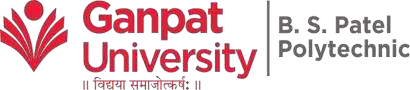 Ganpat
University
॥ विद्यया समाजोत्कर्षः ॥
B. S. Patel
Polytechnic